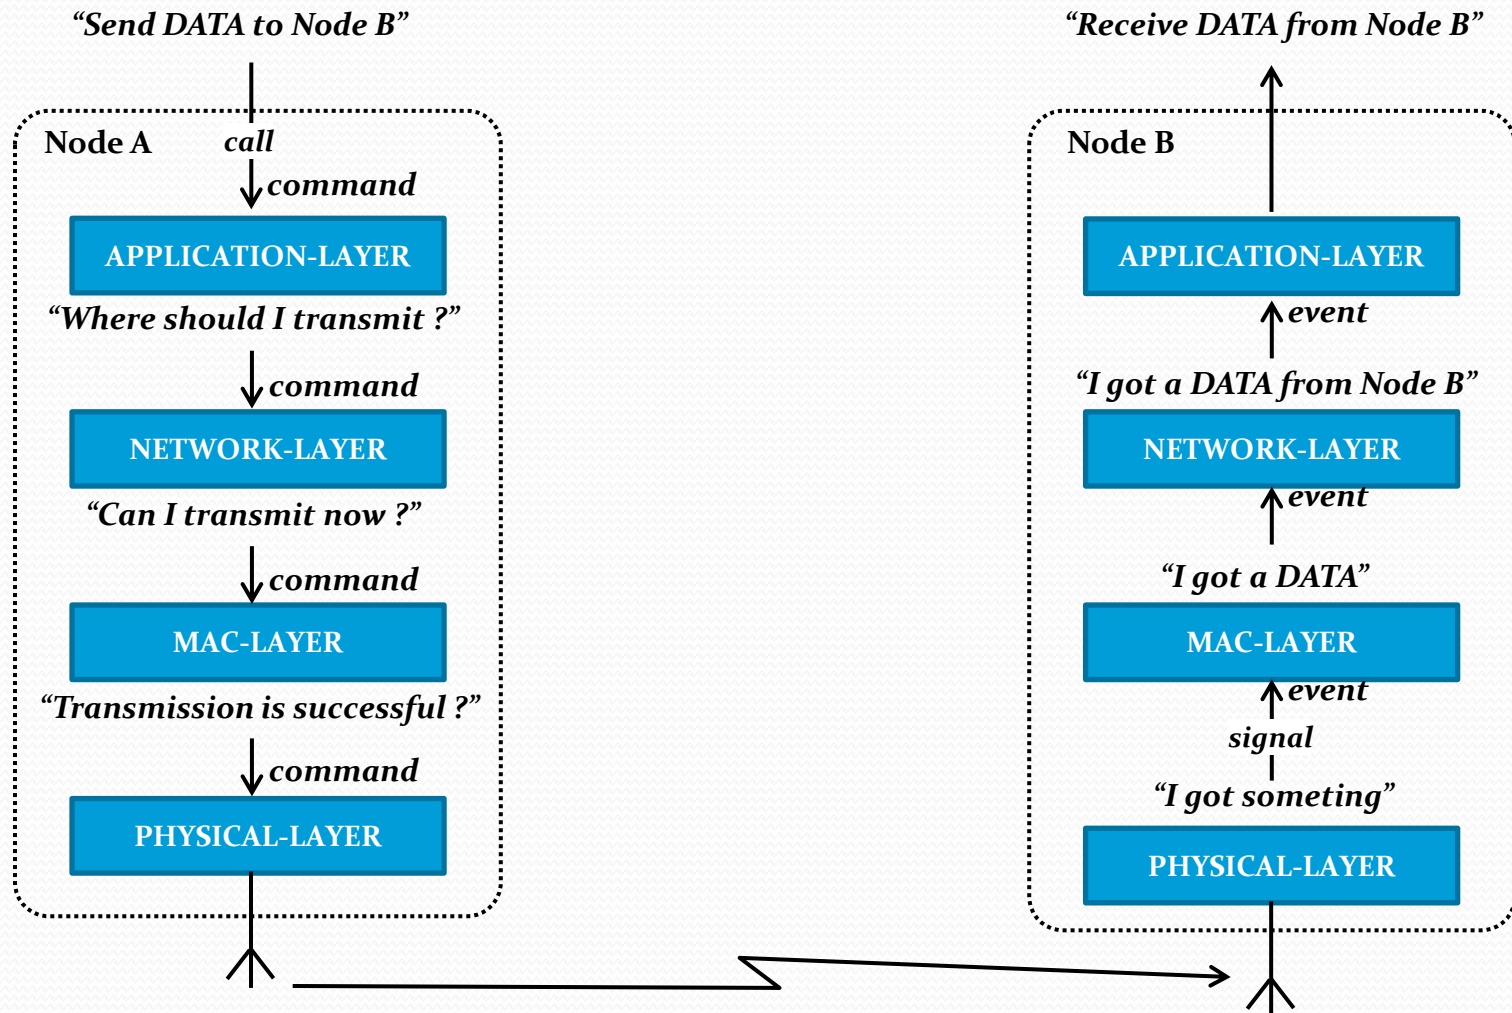 “Send DATA to Node B”
Node A
call
command
APPLICATION-LAYER
“Where should I transmit ?”
command
NETWORK-LAYER
“Can I transmit now ?”
command
MAC-LAYER
“Transmission is successful ?”
command
PHYSICAL-LAYER
“Receive DATA from Node B”
Node B
APPLICATION-LAYER
event
“I got a DATA from Node B”
NETWORK-LAYER
event
“I got a DATA”
MAC-LAYER
event
signal
“I got someting”
PHYSICAL-LAYER